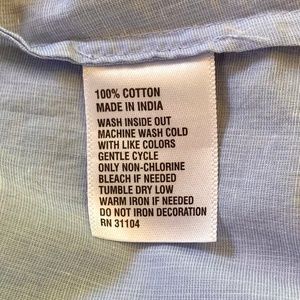 100% COTTON
MADE IN INDIA
WASH INSIDE OUT
MACHINE WASH COLD
WITH LIKE COLORS
GENTLE CYCLE
ONLY NON-CHLORINE
BLEACH IF NEEDED
TUMBLE DRY LOW
WARM IRON IF NEEDED
DO NOT IRON DECORATION
RN 31104